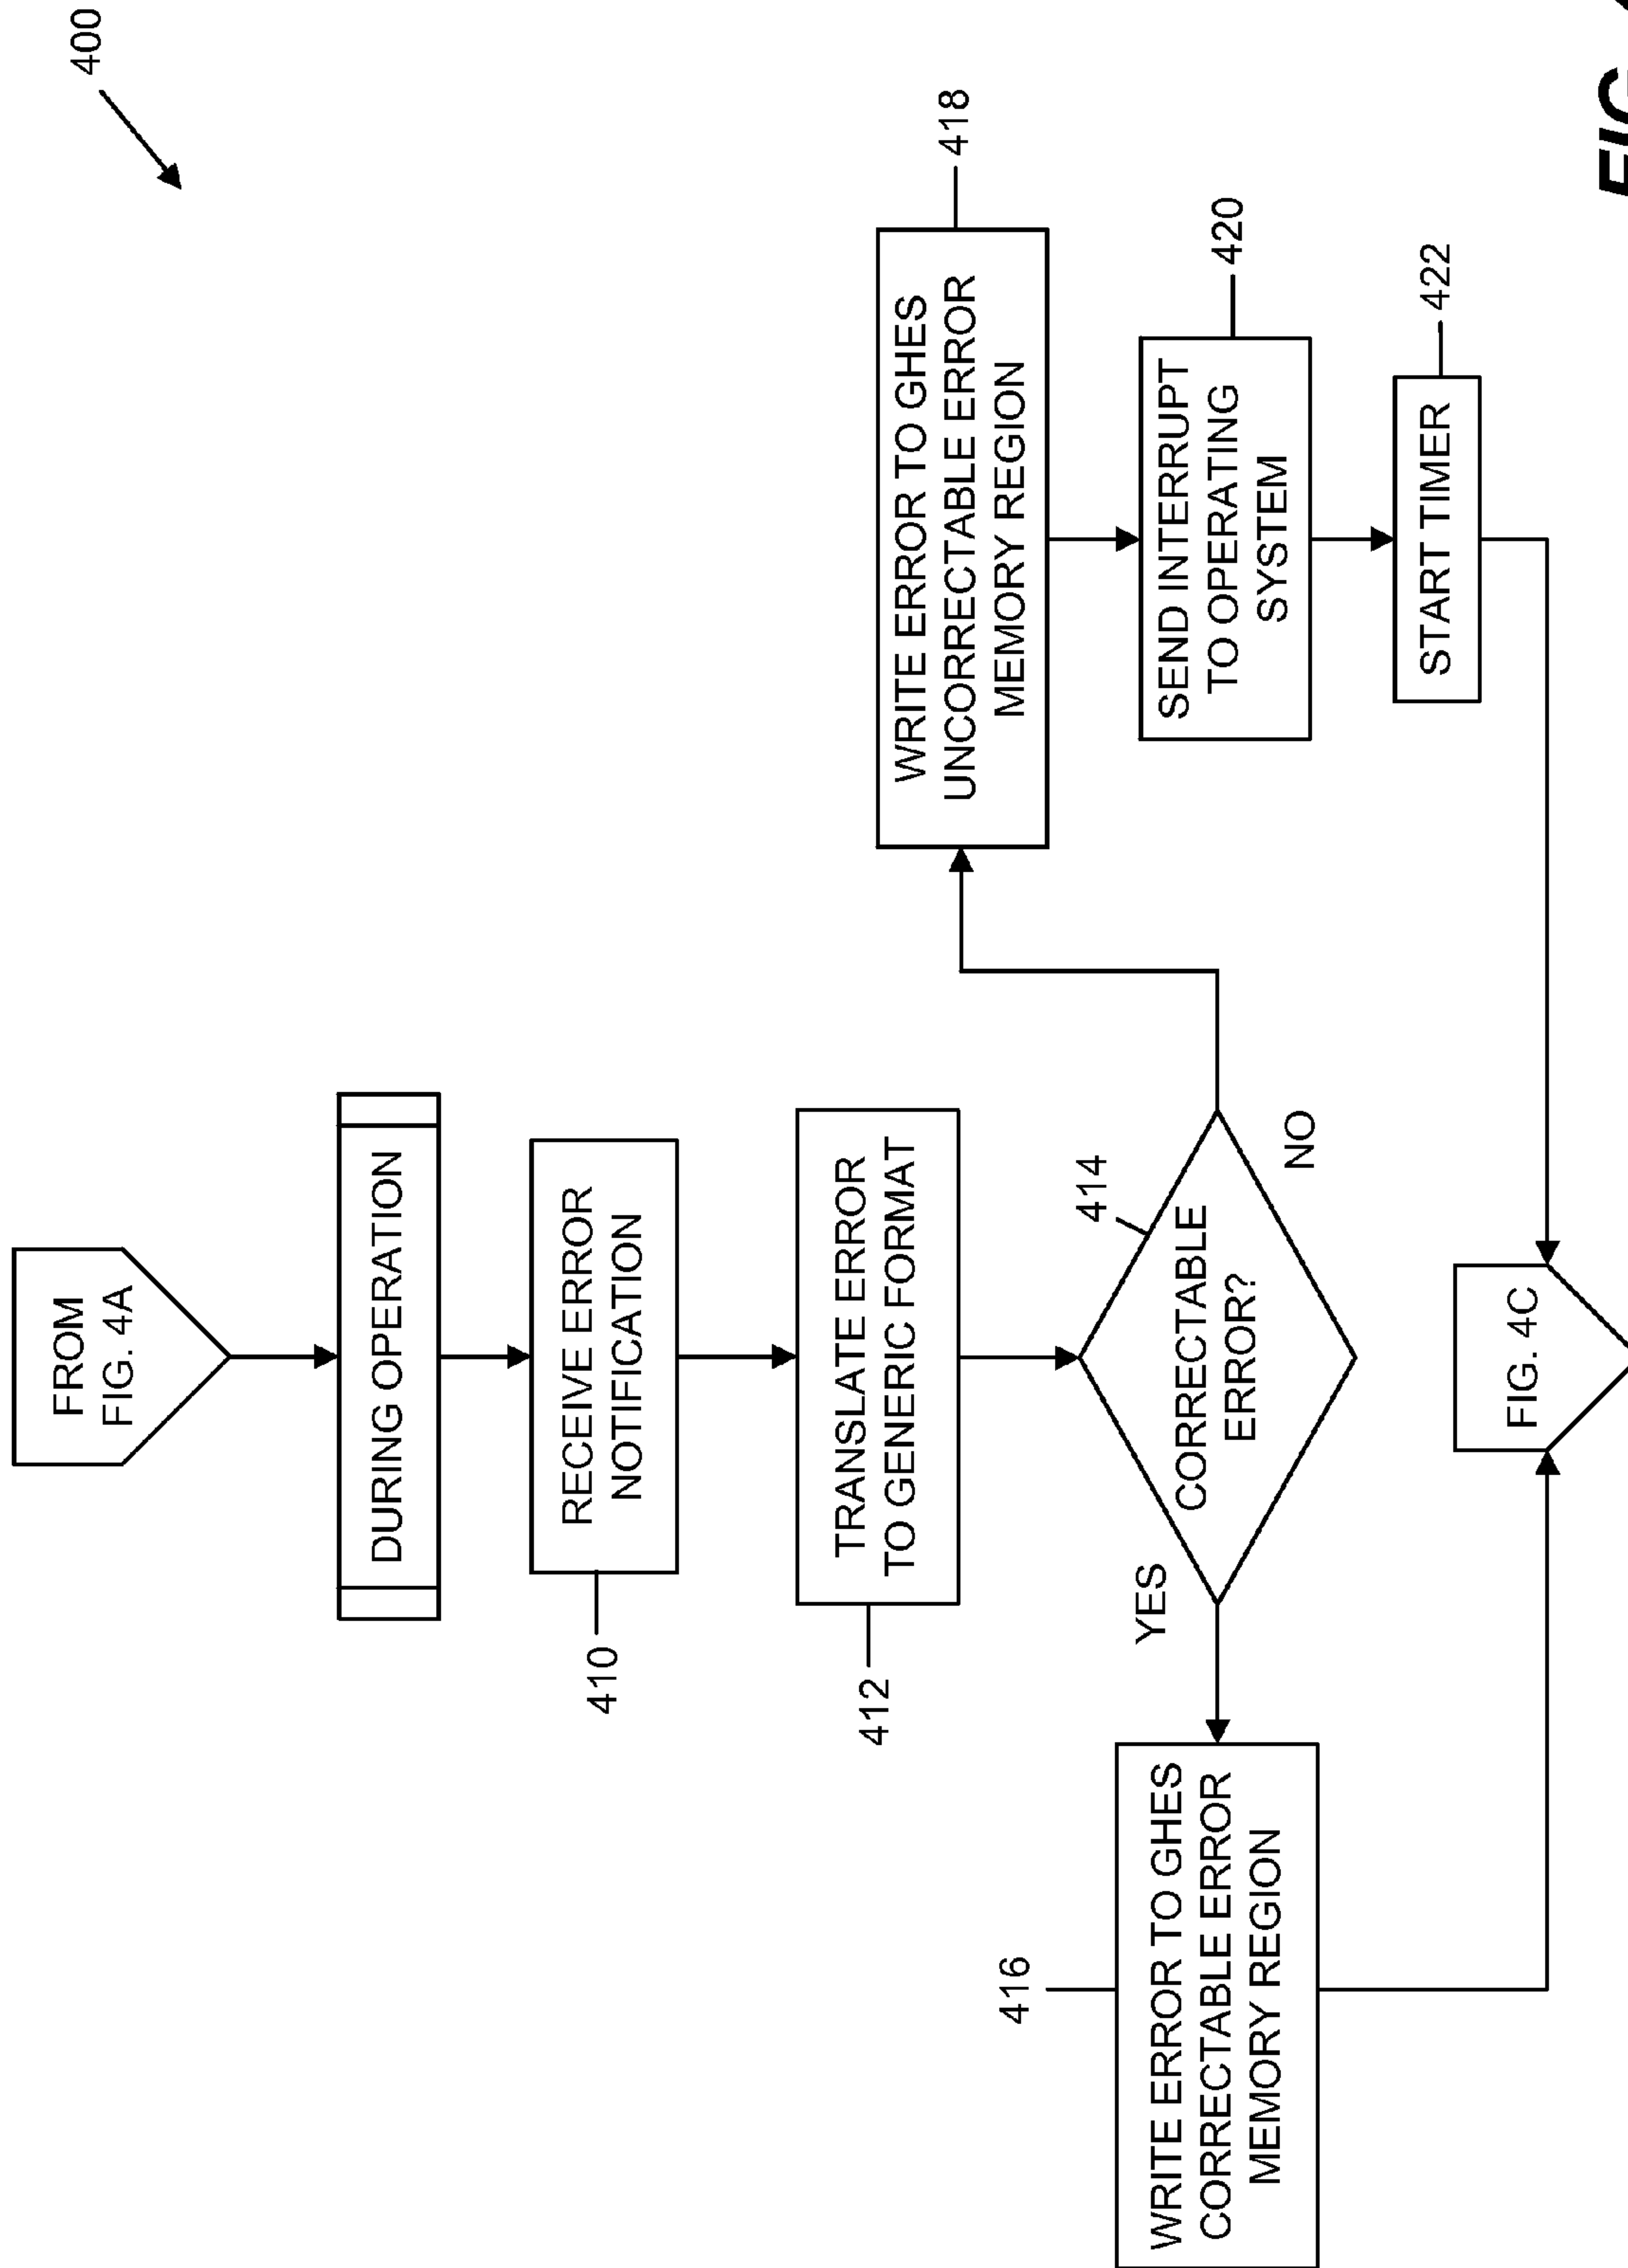 400
FROM
FIG. 4A
DURING OPERATION
RECEIVE ERROR
NOTIFICATION
410
TRANSLATE ERROR
TO GENERIC FORMAT
412
414
CORRECTABLE
ERROR?
YES
NO
WRITE ERROR TO GHES
CORRECTABLE ERROR
MEMORY REGION
416
WRITE ERROR TO GHES
UNCORRECTABLE ERROR
MEMORY REGION
418
SEND INTERRUPT
TO OPERATING
SYSTEM
420
START TIMER
422
FIG. 4C
FIG.